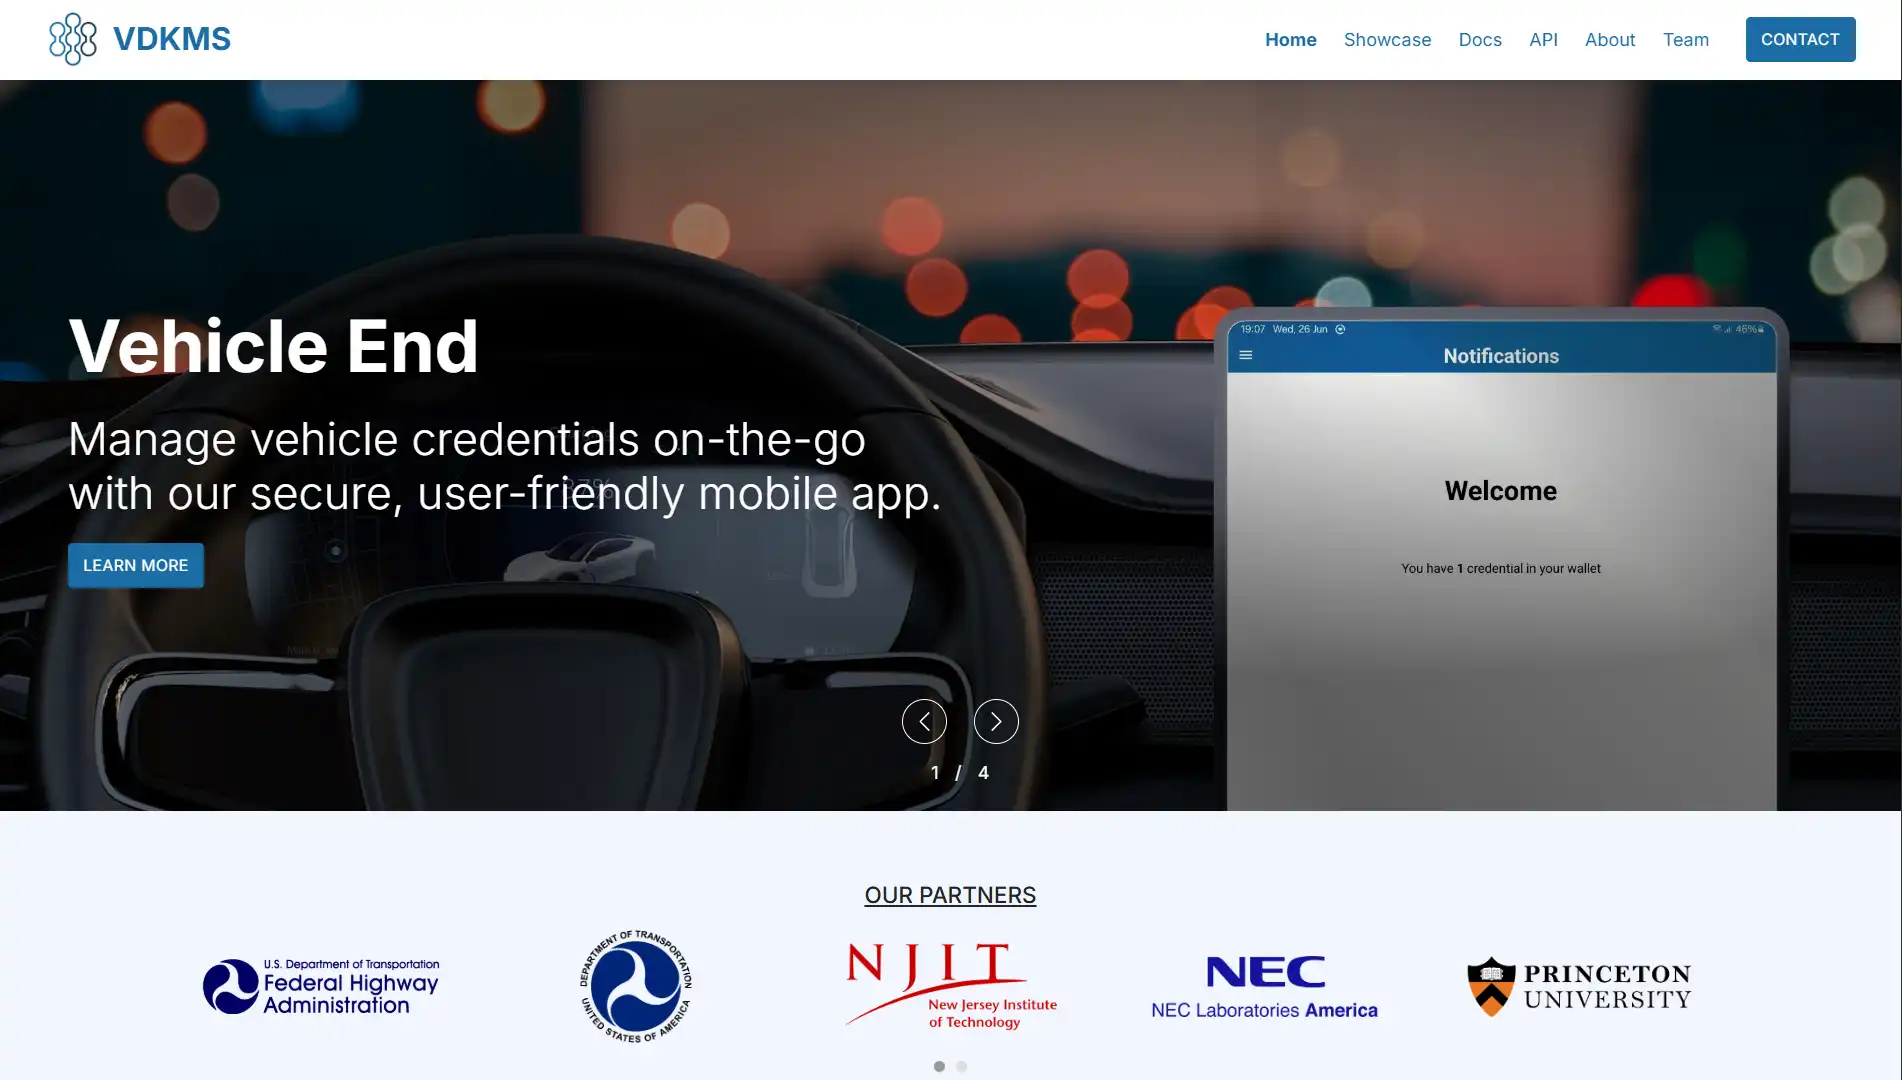 VDKMS
Home
Showcase
Docs
API
About
Team
CONTACT
Vehicle End
Manage vehicle credentials on-the-go
with our secure, user-friendly mobile app.
LEARN MORE
19:07 Wed, 26 Jun
46%
Notifications
Welcome
You have 1 credential in your wallet
1 / 4
OUR PARTNERS
U.S. Department of Transportation
Federal Highway
Administration
DEPARTMENT OF TRANSPORTATION
UNITED STATES OF AMERICA
NJIT
New Jersey Institute
of Technology
NEC
NEC Laboratories America
PRINCETON
UNIVERSITY